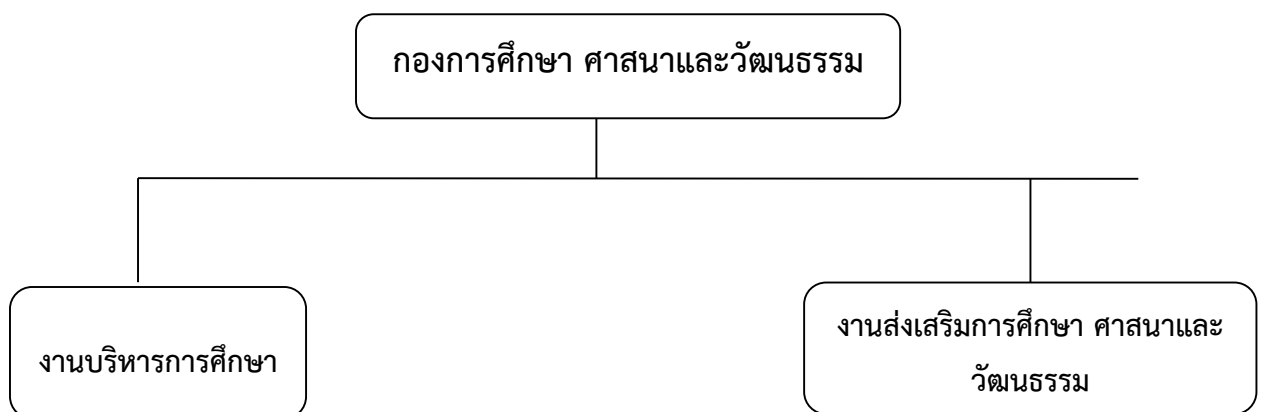 กองการศึกษา ศาสนาและวัฒนธรรม
งานบริหารการศึกษา
งานส่งเสริมการศึกษา ศาสนาและ
วัฒนธรรม